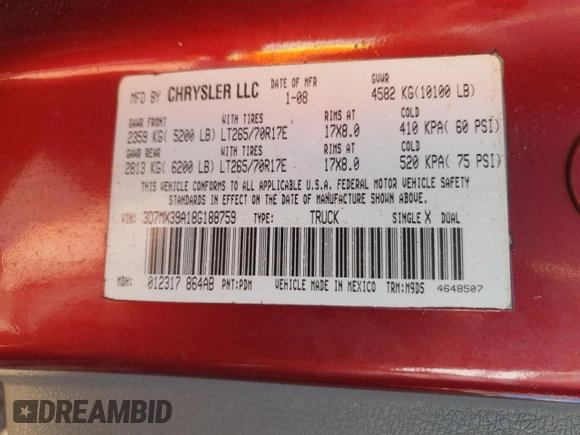 MFD BY CHRYSLER LLC DATE OF MFR 1-08 GVWR 4582 KG(10100 LB)
GAWR FRONT WITH TIRES RIMS AT COLD
2359 KG( 5200 LB) LT265/70R17E 17X8.0 410 KPA( 60 PSI)
GAWR REAR WITH TIRES RIMS AT COLD
2813 KG( 6200 LB) LT265/70R17E 17X8.0 520 KPA( 75 PSI)
THIS VEHICLE CONFORMS TO ALL APPLICABLE U.S.A. FEDERAL MOTOR VEHICLE SAFETY
STANDARDS IN EFFECT ON THE DATE OF MANUFACTURE SHOWN ABOVE.
VIN: 3D7MX39A18G188759 TYPE: TRUCK SINGLE X DUAL
MDH: 012317 864AB PNT:PDM VEHICLE MADE IN MEXICO TRM:M9D5 4648507
DREAMBID